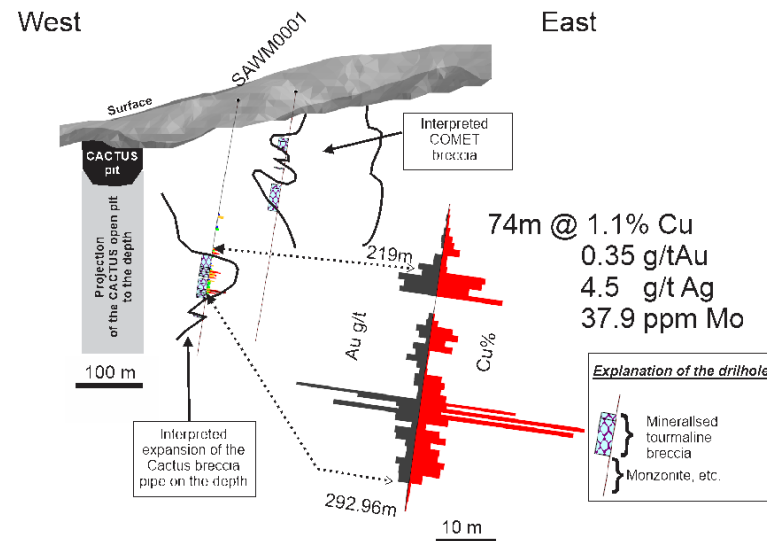 West
East
SAWM0001
Surface
CACTUS
pit
Interpreted
COMET
breccia
Projection
of the CACTUS open pit
to the depth
219m
74m @ 1.1% Cu
0.35 g/tAu
4.5 g/t Ag
37.9 ppm Mo
Au g/t
Cu%
100 m
Explanation of the drilhole
Mineralised
tourmaline
breccia
Monzonite, etc.
Interpreted
expansion of the
Cactus breccia
pipe on the depth
292.96m
10 m